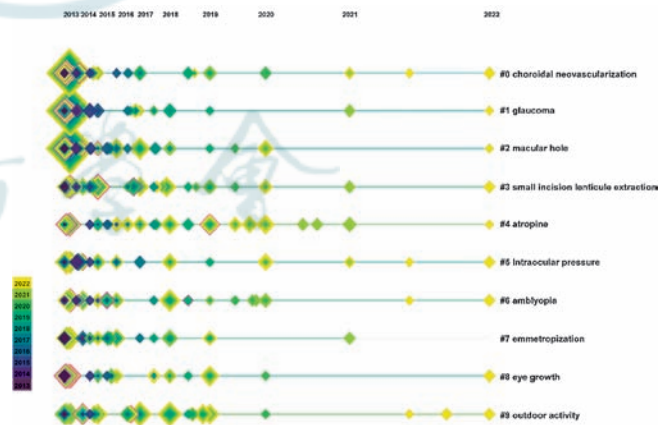 2013 2014 2015 2016 2017 2018 2019 2020 2021 2022
#0 choroidal neovascularization
#1 glaucoma
#2 macular hole
#3 small incision lenticule extraction
#4 atropine
#5 intraocular pressure
#6 amblyopia
#7 emmetropization
#8 eye growth
#9 outdoor activity
2022
2021
2020
2019
2018
2017
2016
2015
2014
2013
學會